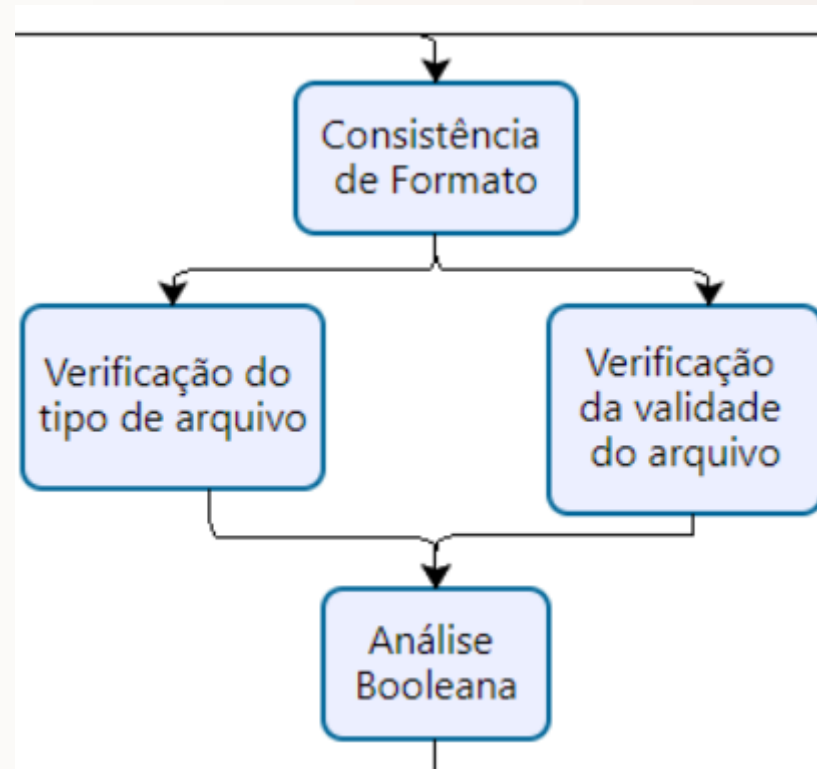 Consistência
de Formato
Verificação do
tipo de arquivo
Verificação
da validade
do arquivo
Análise
Booleana